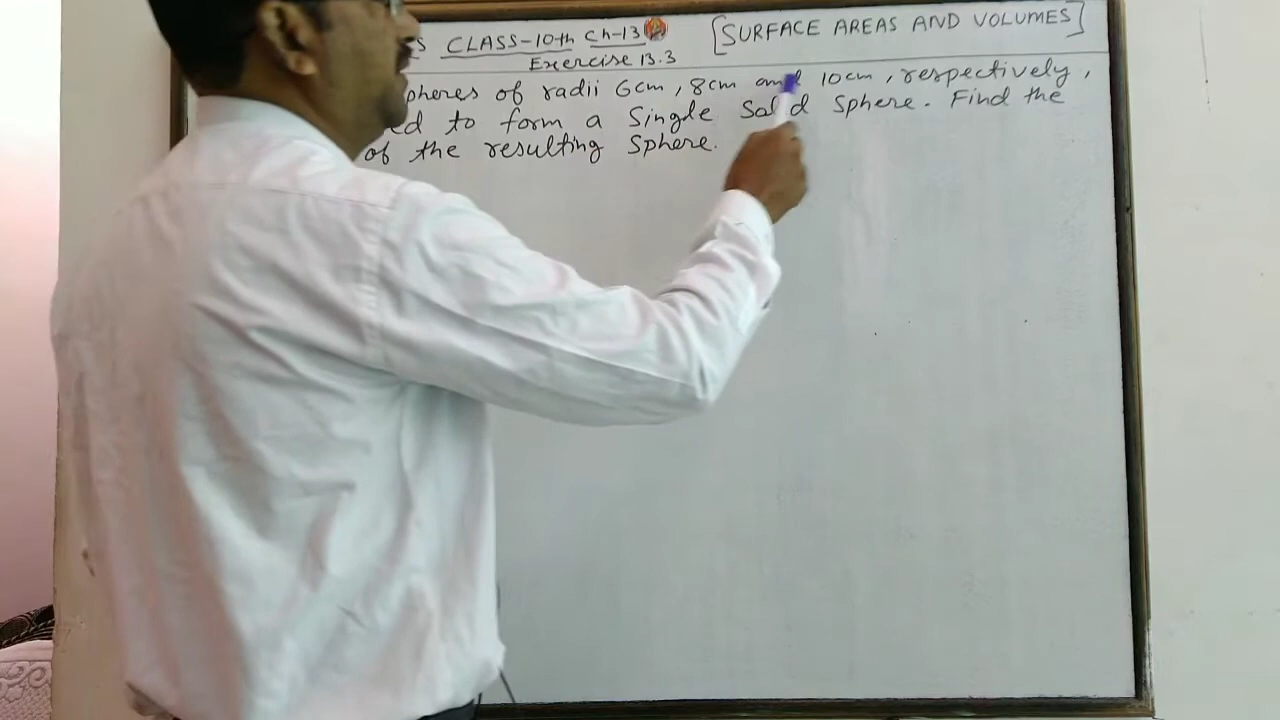 CLASS-10th Ch-13 [SURFACE AREAS AND VOLUMES]
Exercise 13.3
pheres of radii 6cm, 8cm and 10cm, respectively,
ed to form a Single Solid Sphere. Find the
of the resulting Sphere.